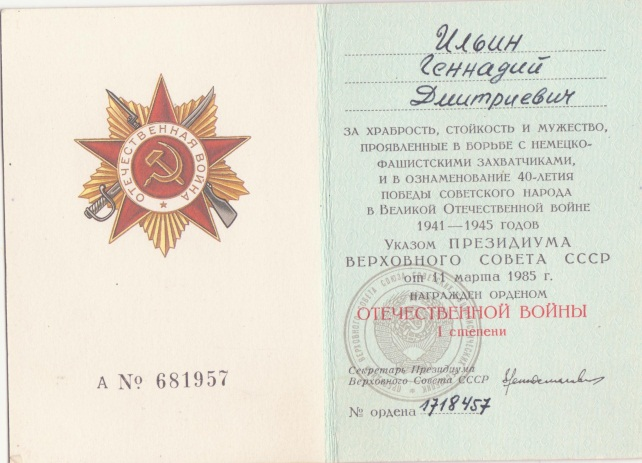 ОТЕЧЕСТВЕННАЯ ВОЙНА
А № 681957
Ильин
Геннадий
Дмитриевич
ЗА ХРАБРОСТЬ, СТОЙКОСТЬ И МУЖЕСТВО,
ПРОЯВЛЕННЫЕ В БОРЬБЕ С НЕМЕЦКО-
ФАШИСТСКИМИ ЗАХВАТЧИКАМИ,
И В ОЗНАМЕНОВАНИЕ 40-ЛЕТИЯ
ПОБЕДЫ СОВЕТСКОГО НАРОДА
В ВЕЛИКОЙ ОТЕЧЕСТВЕННОЙ ВОЙНЕ
1941—1945 ГОДОВ
УКАЗОМ ПРЕЗИДИУМА
ВЕРХОВНОГО СОВЕТА СССР
от 11 марта 1985 г.
НАГРАЖДЕН ОРДЕНОМ
ОТЕЧЕСТВЕННОЙ ВОЙНЫ
I степени
Секретарь Президиума
Верховного Совета СССР
№ ордена 1718457